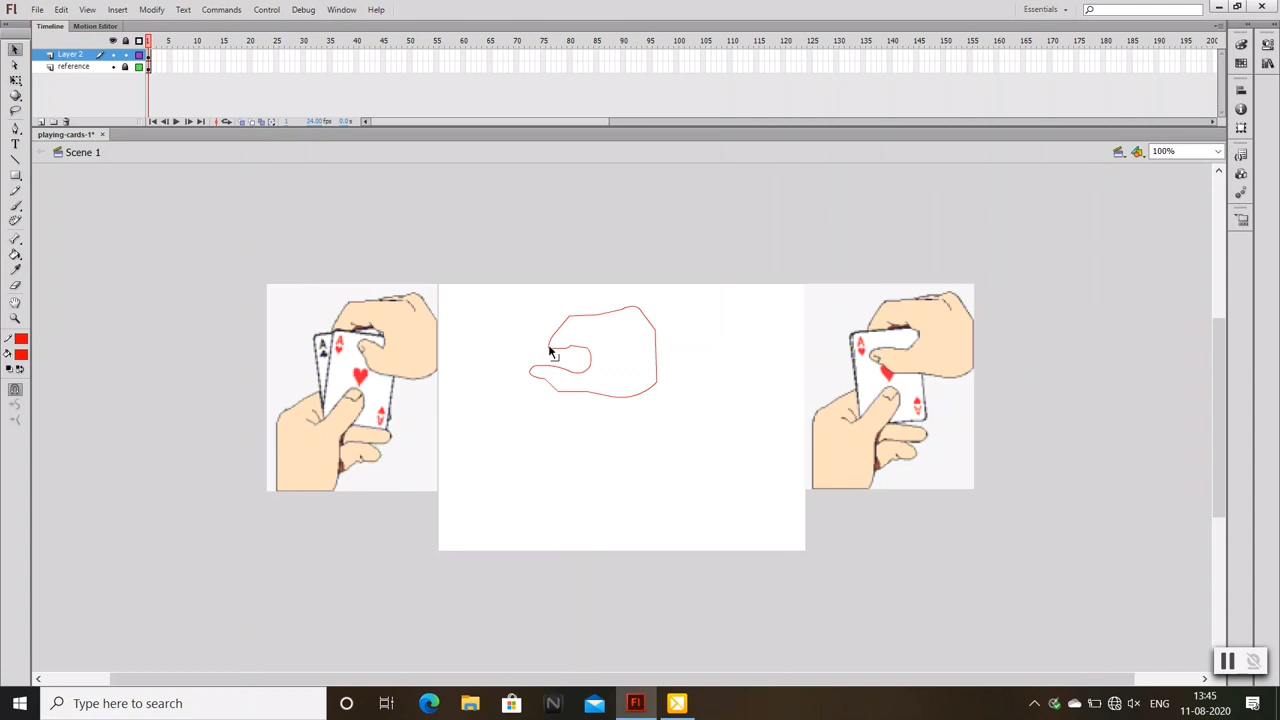 Fl File Edit View Insert Modify Text Commands Control Debug Window Help Essentials
Timeline Motion Editor
1 5 10 15 20 25 30 35 40 45 50 55 60 65 70 75 80 85 90 95 100 105 110 115 120 125 130 135 140 145 150 155 160 165 170 175 180 185 190 195 200
Layer 2
reference
1 24.00 fps 0.0 s
playing-cards-1* ×
Scene 1 100%
A A A
A A
A
Type here to search
N Fl
ENG
13:45
11-08-2020